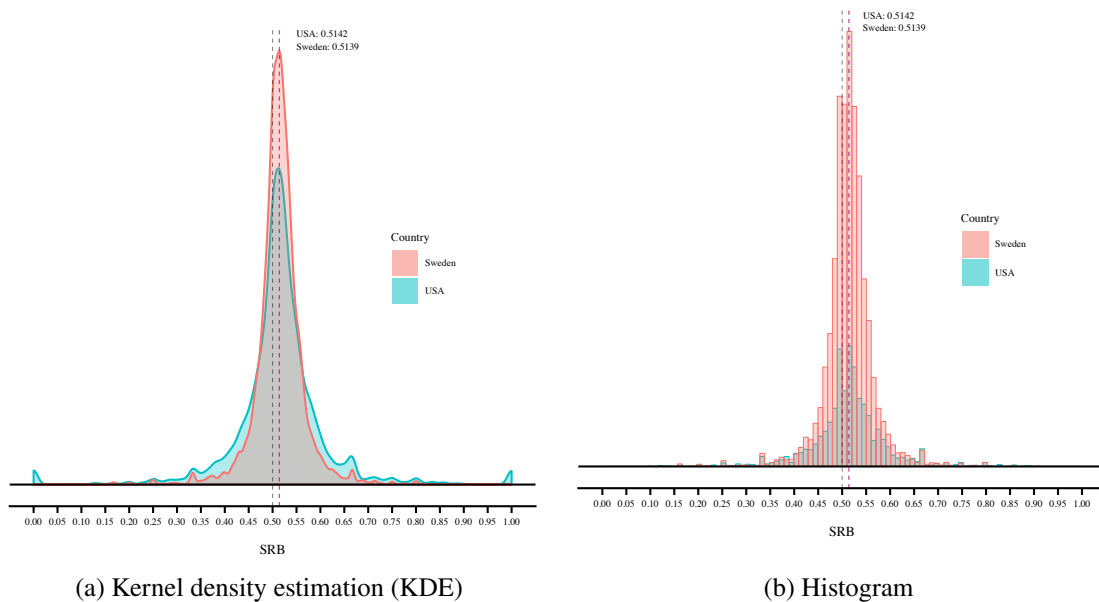 USA: 0.5142
Sweden: 0.5139
Country
Sweden
USA
0.00 0.05 0.10 0.15 0.20 0.25 0.30 0.35 0.40 0.45 0.50 0.55 0.60 0.65 0.70 0.75 0.80 0.85 0.90 0.95 1.00
SRB
(a) Kernel density estimation (KDE)
USA: 0.5142
Sweden: 0.5139
Country
Sweden
USA
0.00 0.05 0.10 0.15 0.20 0.25 0.30 0.35 0.40 0.45 0.50 0.55 0.60 0.65 0.70 0.75 0.80 0.85 0.90 0.95 1.00
SRB
(b) Histogram